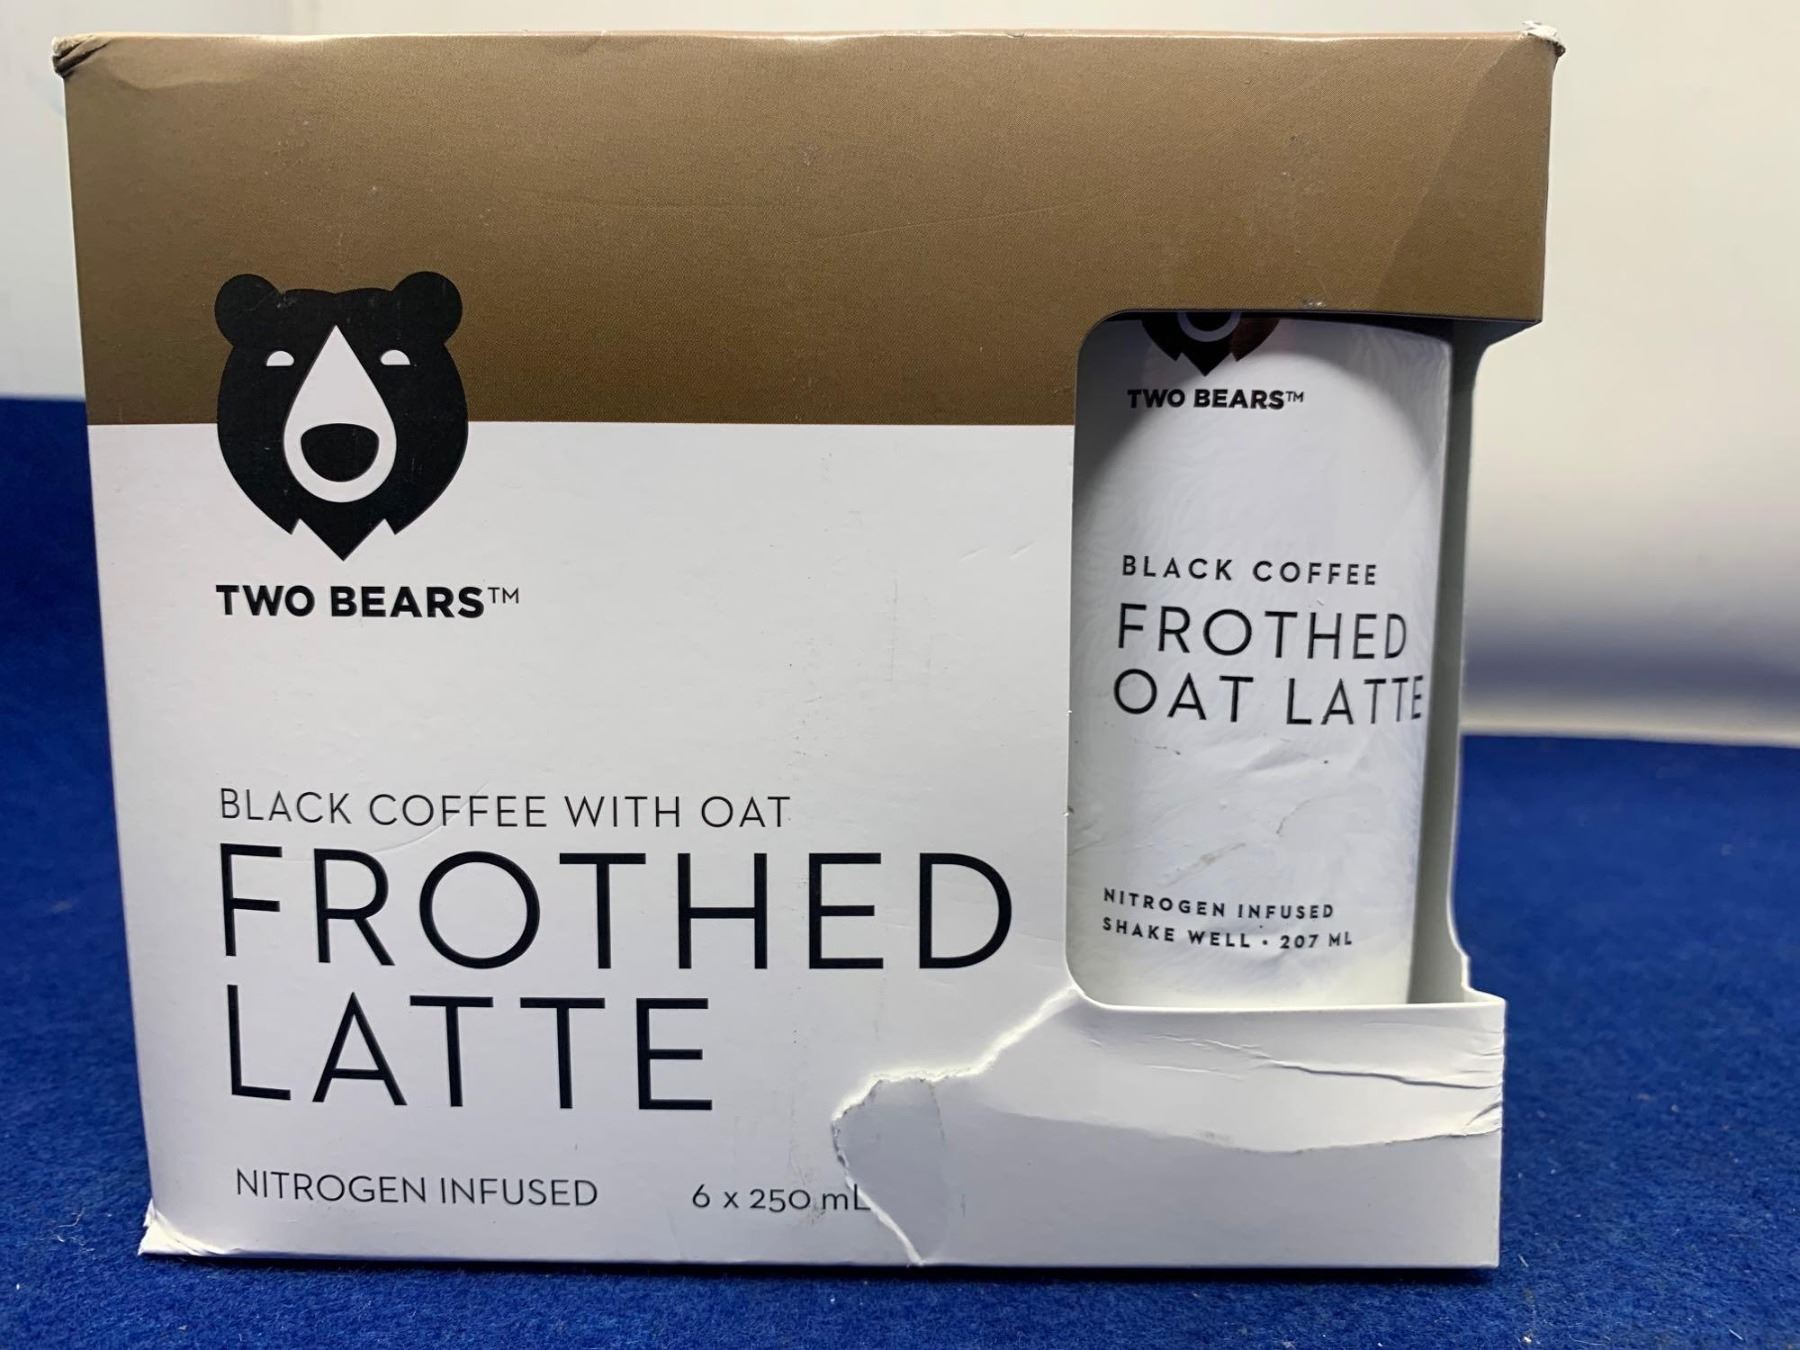 TWO BEARS™
BLACK COFFEE WITH OAT
FROTHED
LATTE
NITROGEN INFUSED 6 x 250 mL
TWO BEARS™
BLACK COFFEE
FROTHED
OAT LATTE
NITROGEN INFUSED
SHAKE WELL • 207 ML